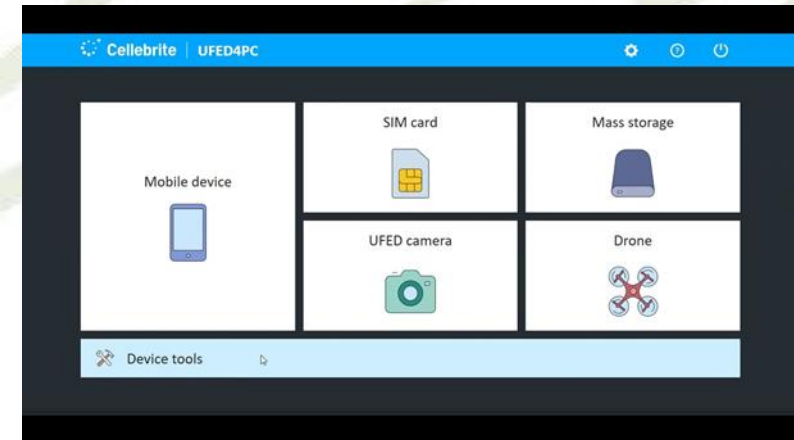 Cellebrite | UFED4PC
SIM card
Mass storage
Mobile device
UFED camera
Drone
Device tools